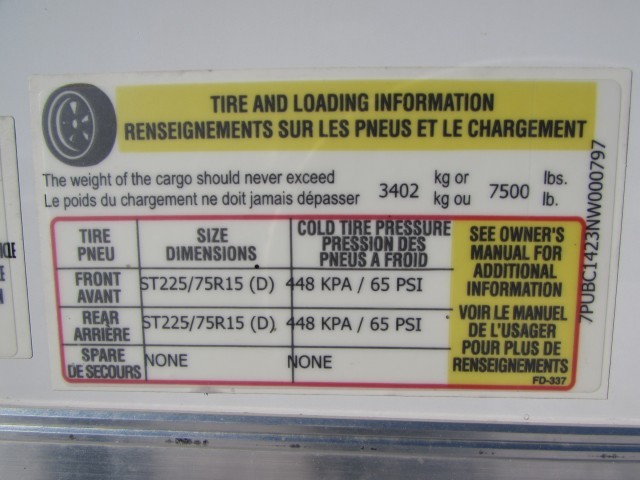 TIRE AND LOADING INFORMATION
RENSEIGNEMENTS SUR LES PNEUS ET LE CHARGEMENT
The weight of the cargo should never exceed 3402 kg or 7500 lbs.
Le poids du chargement ne doit jamais dépasser kg ou lb.
TIRE
PNEU
SIZE
DIMENSIONS
COLD TIRE PRESSURE
PRESSION DES
PNEUS A FROID
FRONT
AVANT
ST225/75R15 (D)
448 KPA / 65 PSI
REAR
ARRIÈRE
ST225/75R15 (D)
448 KPA / 65 PSI
SPARE
DE SECOURS
NONE
NONE
SEE OWNER'S
MANUAL FOR
ADDITIONAL
INFORMATION
VOIR LE MANUEL
DE L'USAGER
POUR PLUS DE
RENSEIGNEMENTS
FD-337
7PUBC1423NW000797